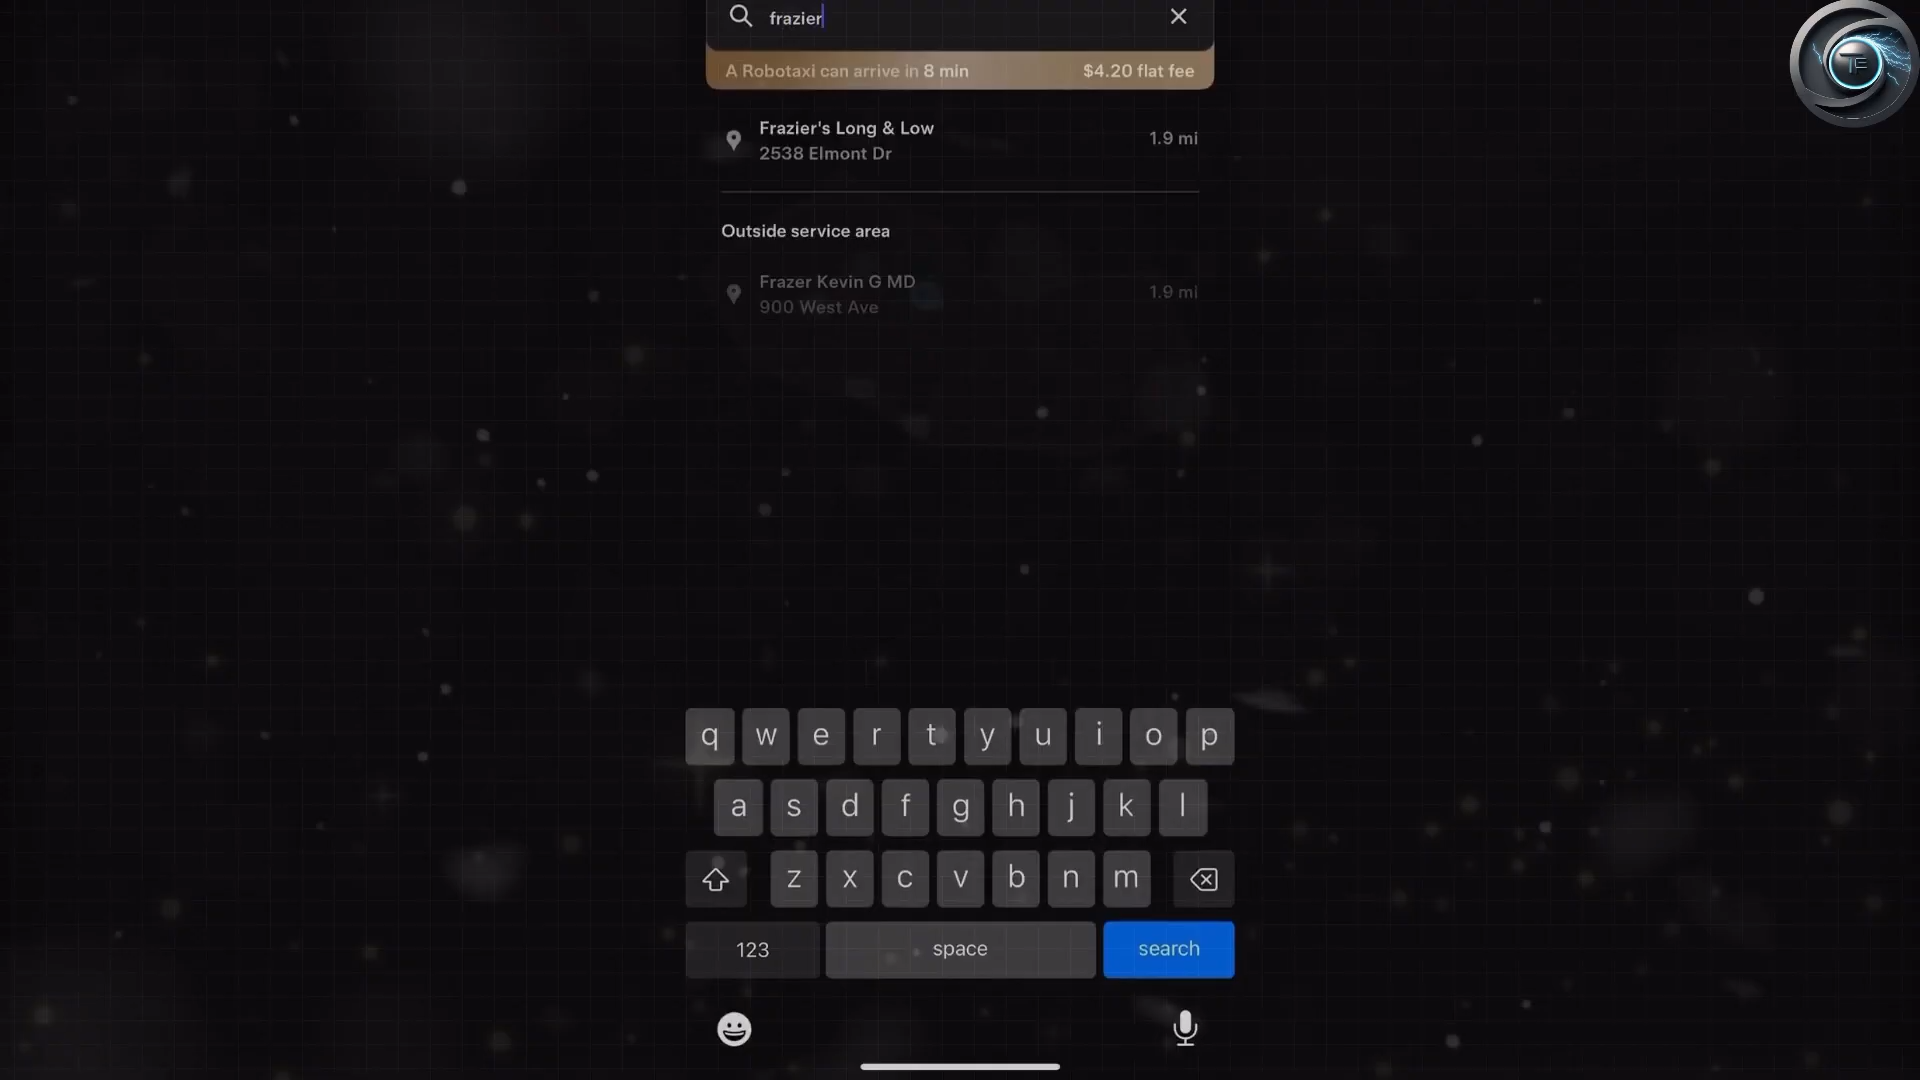 frazier
A Robotaxi can arrive in 8 min $4.20 flat fee
Frazier's Long & Low 1.9 mi
2538 Elmont Dr
Outside service area
Frazer Kevin G MD 1.9 mi
900 West Ave
q w e r t y u i o p
a s d f g h j k l
z x c v b n m
123 space search
TF